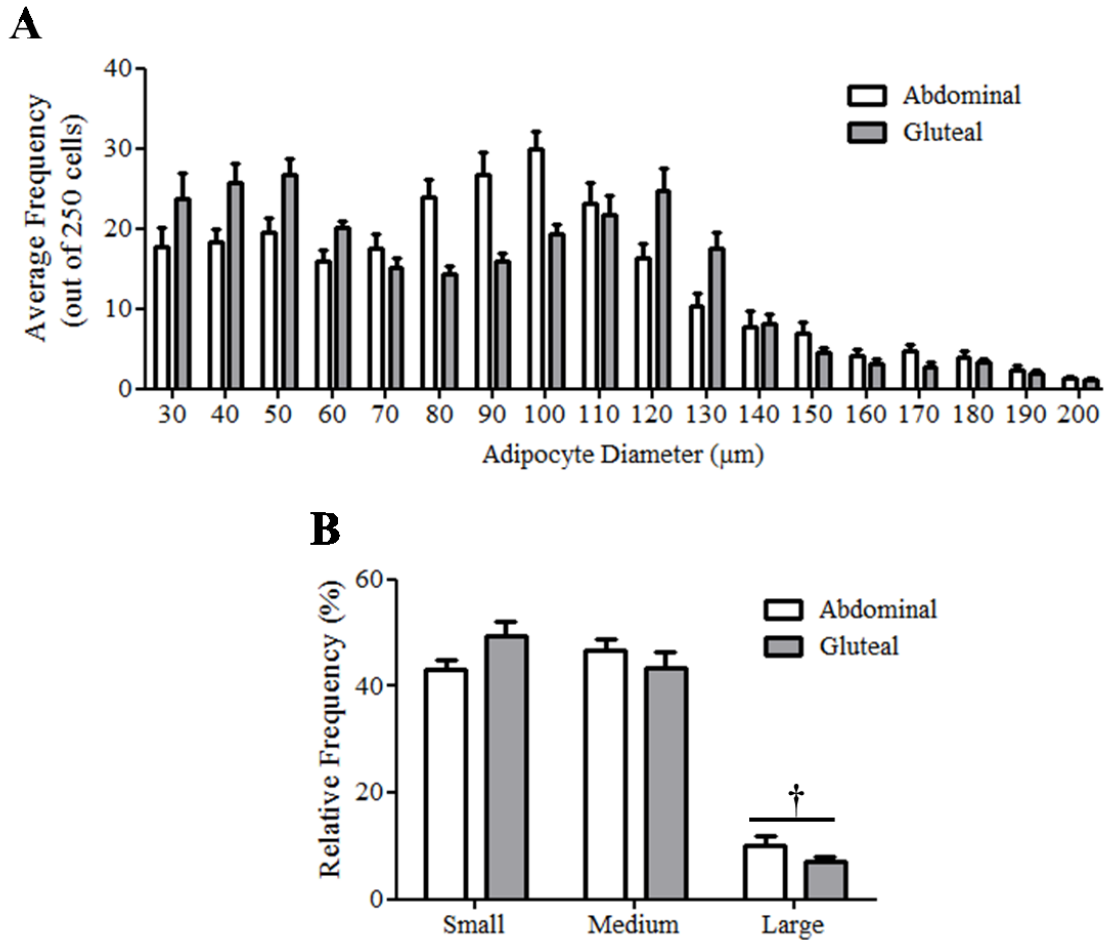 A
40
30
20
10
0
Average Frequency
(out of 250 cells)
Abdominal
Gluteal
30 40 50 60 70 80 90 100 110 120 130 140 150 160 170 180 190 200
Adipocyte Diameter (µm)
B
60
40
20
0
Relative Frequency (%)
Abdominal
Gluteal
†
Small Medium Large